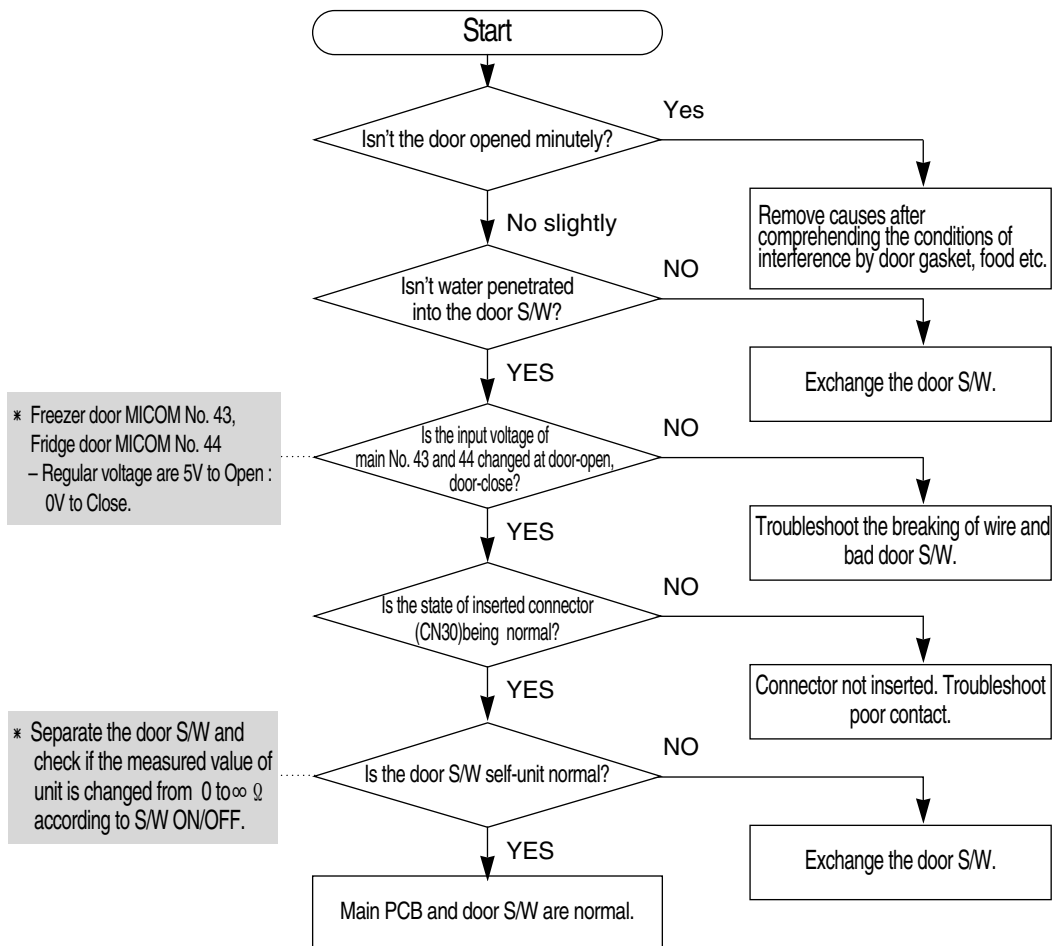 Start
Isn't the door opened minutely?
Yes
Remove causes after
comprehending the conditions of
interference by door gasket, food etc.
No slightly
Isn't water penetrated
into the door S/W?
NO
Exchange the door S/W.
YES
* Freezer door MICOM No. 43,
Fridge door MICOM No. 44
– Regular voltage are 5V to Open :
0V to Close.
Is the input voltage of
main No. 43 and 44 changed at door-open,
door-close?
NO
Troubleshoot the breaking of wire and
bad door S/W.
YES
Is the state of inserted connector
(CN30)being normal?
NO
Connector not inserted. Troubleshoot
poor contact.
YES
* Separate the door S/W and
check if the measured value of
unit is changed from 0 to∞ Ω
according to S/W ON/OFF.
Is the door S/W self-unit normal?
NO
Exchange the door S/W.
YES
Main PCB and door S/W are normal.